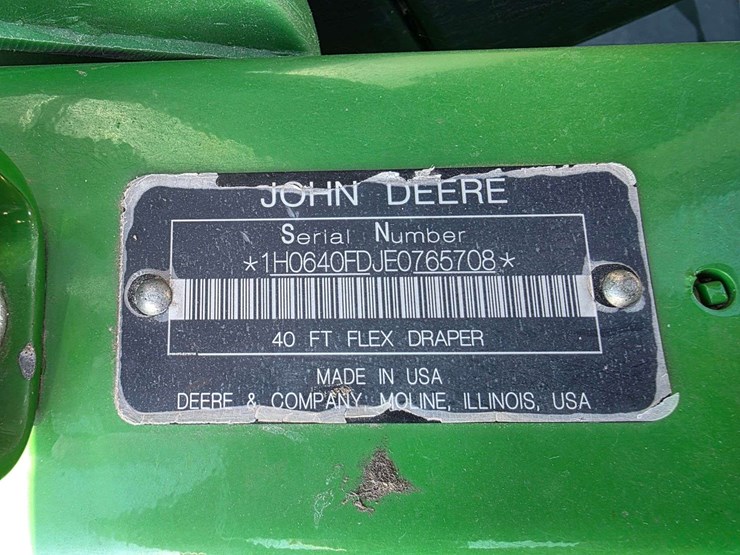 JOHN DEERE
Serial Number
*1H0640FDJE0765708*
40 FT FLEX DRAPER
MADE IN USA
DEERE & COMPANY MOLINE, ILLINOIS, USA